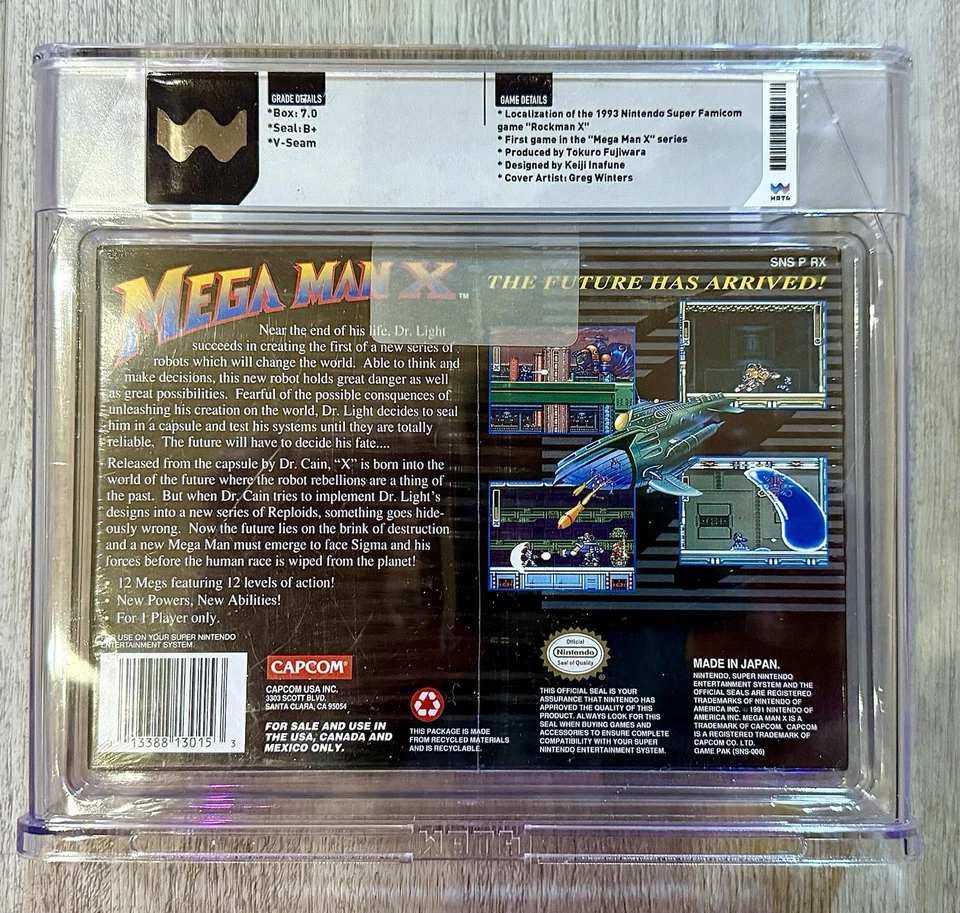 GRADE DETAILS
*Box: 7.0
*Seal: B+
*V-Seam
GAME DETAILS
* Localization of the 1993 Nintendo Super Famicom
game "Rockman X"
* First game in the "Mega Man X" series
* Produced by Tokuro Fujiwara
* Designed by Keiji Inafune
* Cover Artist: Greg Winters
WATA
SNS P RX
MEGA MAN X™
THE FUTURE HAS ARRIVED!
Near the end of his life, Dr. Light
succeeds in creating the first of a new series of
robots which will change the world. Able to think and
make decisions, this new robot holds great danger as well
as great possibilities. Fearful of the possible consquences of
unleashing his creation on the world, Dr. Light decides to seal
him in a capsule and test his systems until they are totally
reliable. The future will have to decide his fate....
Released from the capsule by Dr. Cain, “X” is born into the
world of the future where the robot rebellions are a thing of
the past. But when Dr. Cain tries to implement Dr. Light’s
designs into a new series of Reploids, something goes hide-
ously wrong. Now the future lies on the brink of destruction
and a new Mega Man must emerge to face Sigma and his
forces before the human race is wiped from the planet!
• 12 Megs featuring 12 levels of action!
• New Powers, New Abilities!
• For 1 Player only.
FOR USE ON YOUR SUPER NINTENDO
ENTERTAINMENT SYSTEM.
13388 13015 3
CAPCOM®
CAPCOM USA INC.
3303 SCOTT BLVD.
SANTA CLARA, CA 95054
FOR SALE AND USE IN
THE USA, CANADA AND
MEXICO ONLY.
THIS PACKAGE IS MADE
FROM RECYCLED MATERIALS
AND IS RECYCLABLE.
Official
Nintendo
Seal of Quality
THIS OFFICIAL SEAL IS YOUR
ASSURANCE THAT NINTENDO HAS
APPROVED THE QUALITY OF THIS
PRODUCT. ALWAYS LOOK FOR THIS
SEAL WHEN BUYING GAMES AND
ACCESSORIES TO ENSURE COMPLETE
COMPATIBILITY WITH YOUR SUPER
NINTENDO ENTERTAINMENT SYSTEM.
MADE IN JAPAN.
NINTENDO, SUPER NINTENDO
ENTERTAINMENT SYSTEM AND THE
OFFICIAL SEALS ARE REGISTERED
TRADEMARKS OF NINTENDO OF
AMERICA INC. © 1991 NINTENDO OF
AMERICA INC. MEGA MAN X IS A
TRADEMARK OF CAPCOM. CAPCOM
IS A REGISTERED TRADEMARK OF
CAPCOM CO. LTD.
GAME PAK (SNS-006)
WATA